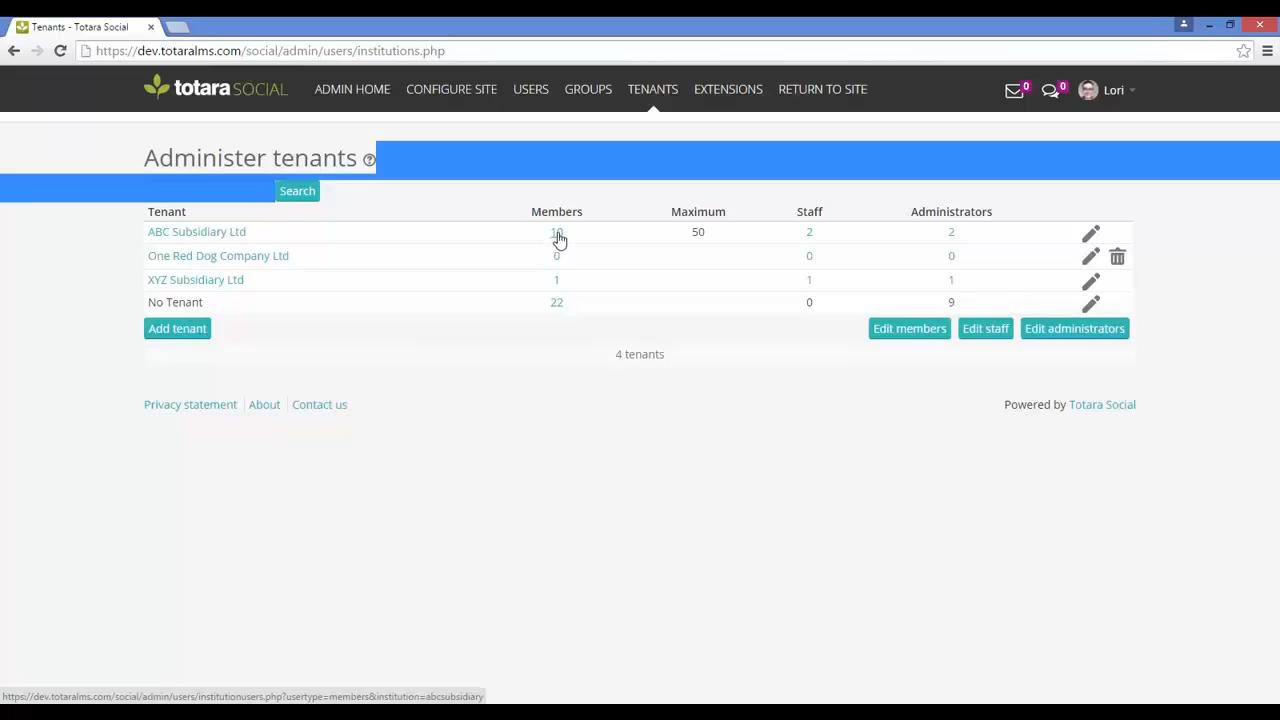 Tenants - Totara Social
https://dev.totaralms.com/social/admin/users/institutions.php
totara SOCIAL ADMIN HOME CONFIGURE SITE USERS GROUPS TENANTS EXTENSIONS RETURN TO SITE 0 0 Lori
Administer tenants
Search
Tenant Members Maximum Staff Administrators
ABC Subsidiary Ltd 50 2 2
One Red Dog Company Ltd 0 0 0
XYZ Subsidiary Ltd 1 1 1
No Tenant 22 0 9
Add tenant Edit members Edit staff Edit administrators
4 tenants
Privacy statement About Contact us Powered by Totara Social
https://dev.totaralms.com/social/admin/users/institutionusers.php?usertype=members&institution=abcsubsidiary